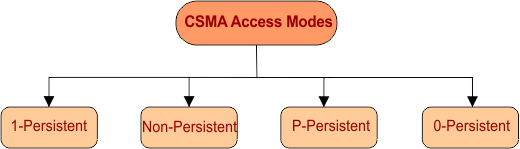 CSMA Access Modes
1-Persistent
Non-Persistent
P-Persistent
0-Persistent